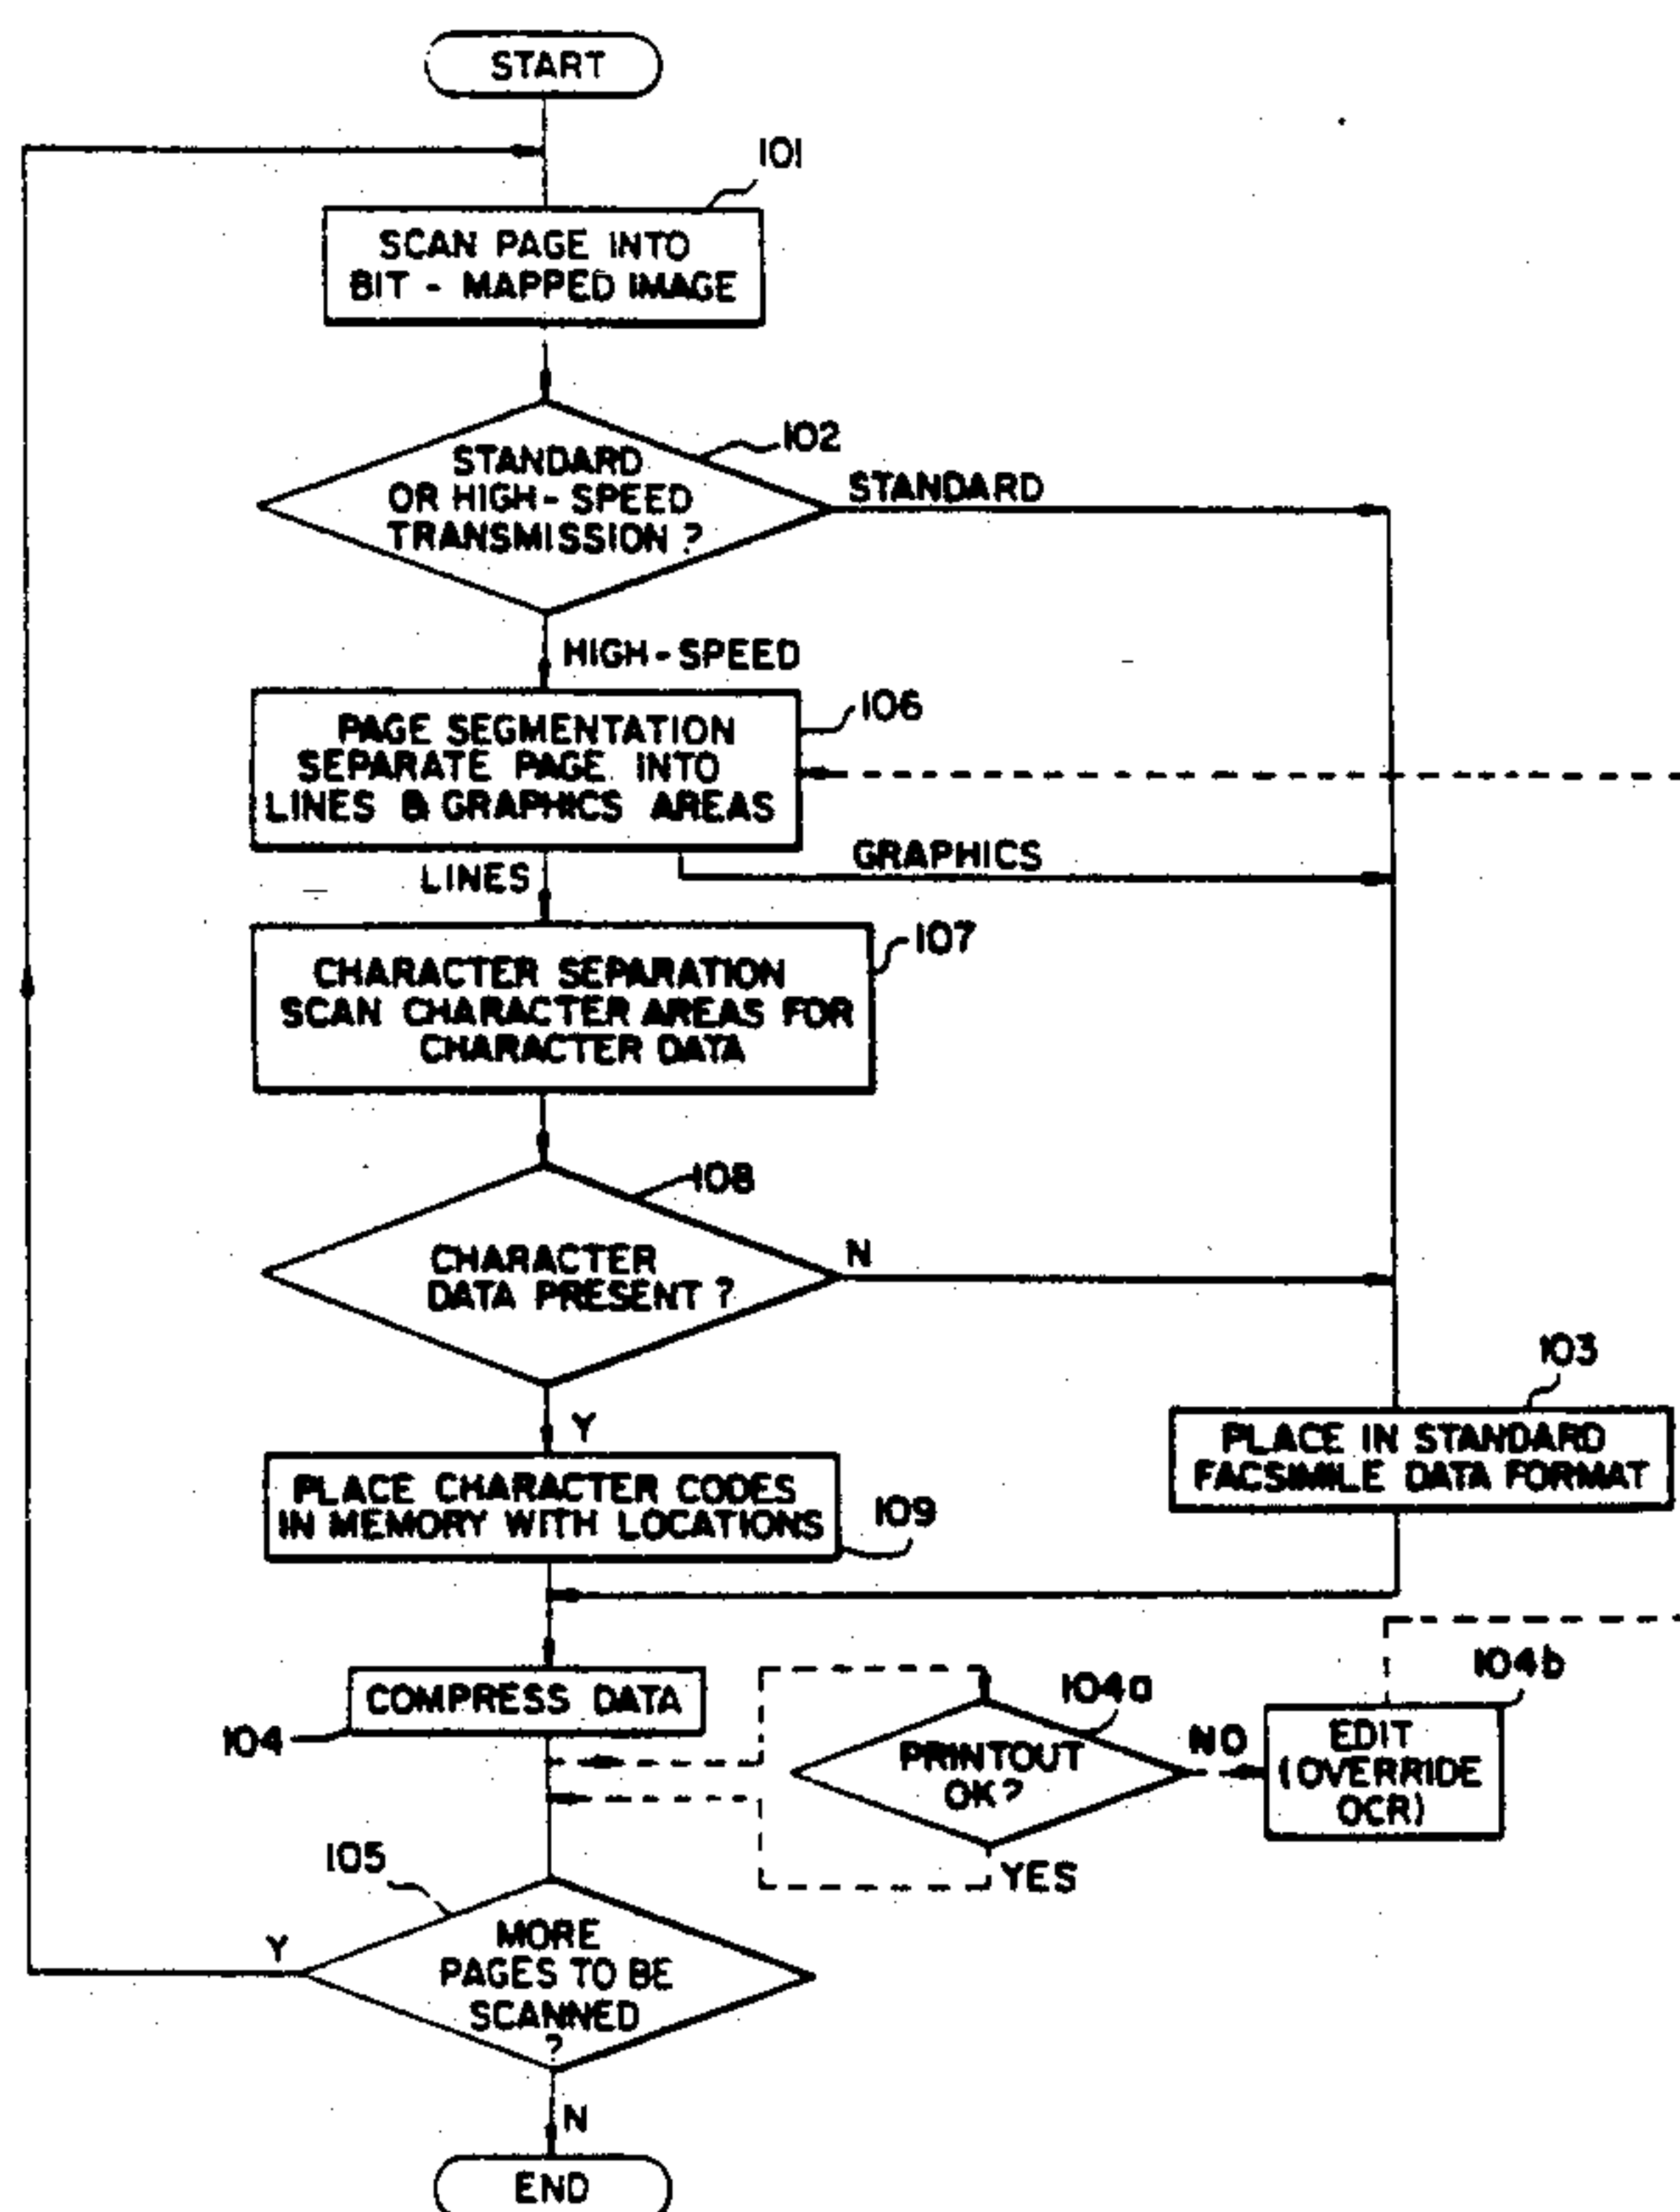 START
101
SCAN PAGE INTO
BIT - MAPPED IMAGE
102
STANDARD
OR HIGH-SPEED
TRANSMISSION ?
STANDARD
HIGH-SPEED
106
PAGE SEGMENTATION
SEPARATE PAGE INTO
LINES & GRAPHICS AREAS
GRAPHICS
LINES
107
CHARACTER SEPARATION
SCAN CHARACTER AREAS FOR
CHARACTER DATA
108
CHARACTER
DATA PRESENT ?
N
Y
103
PLACE IN STANDARD
FACSIMILE DATA FORMAT
PLACE CHARACTER CODES
IN MEMORY WITH LOCATIONS
109
COMPRESS DATA
104
104a
PRINTOUT
OK?
NO
YES
104b
EDIT
(OVERRIDE
OCR)
105
MORE
PAGES TO BE
SCANNED
?
Y
N
END